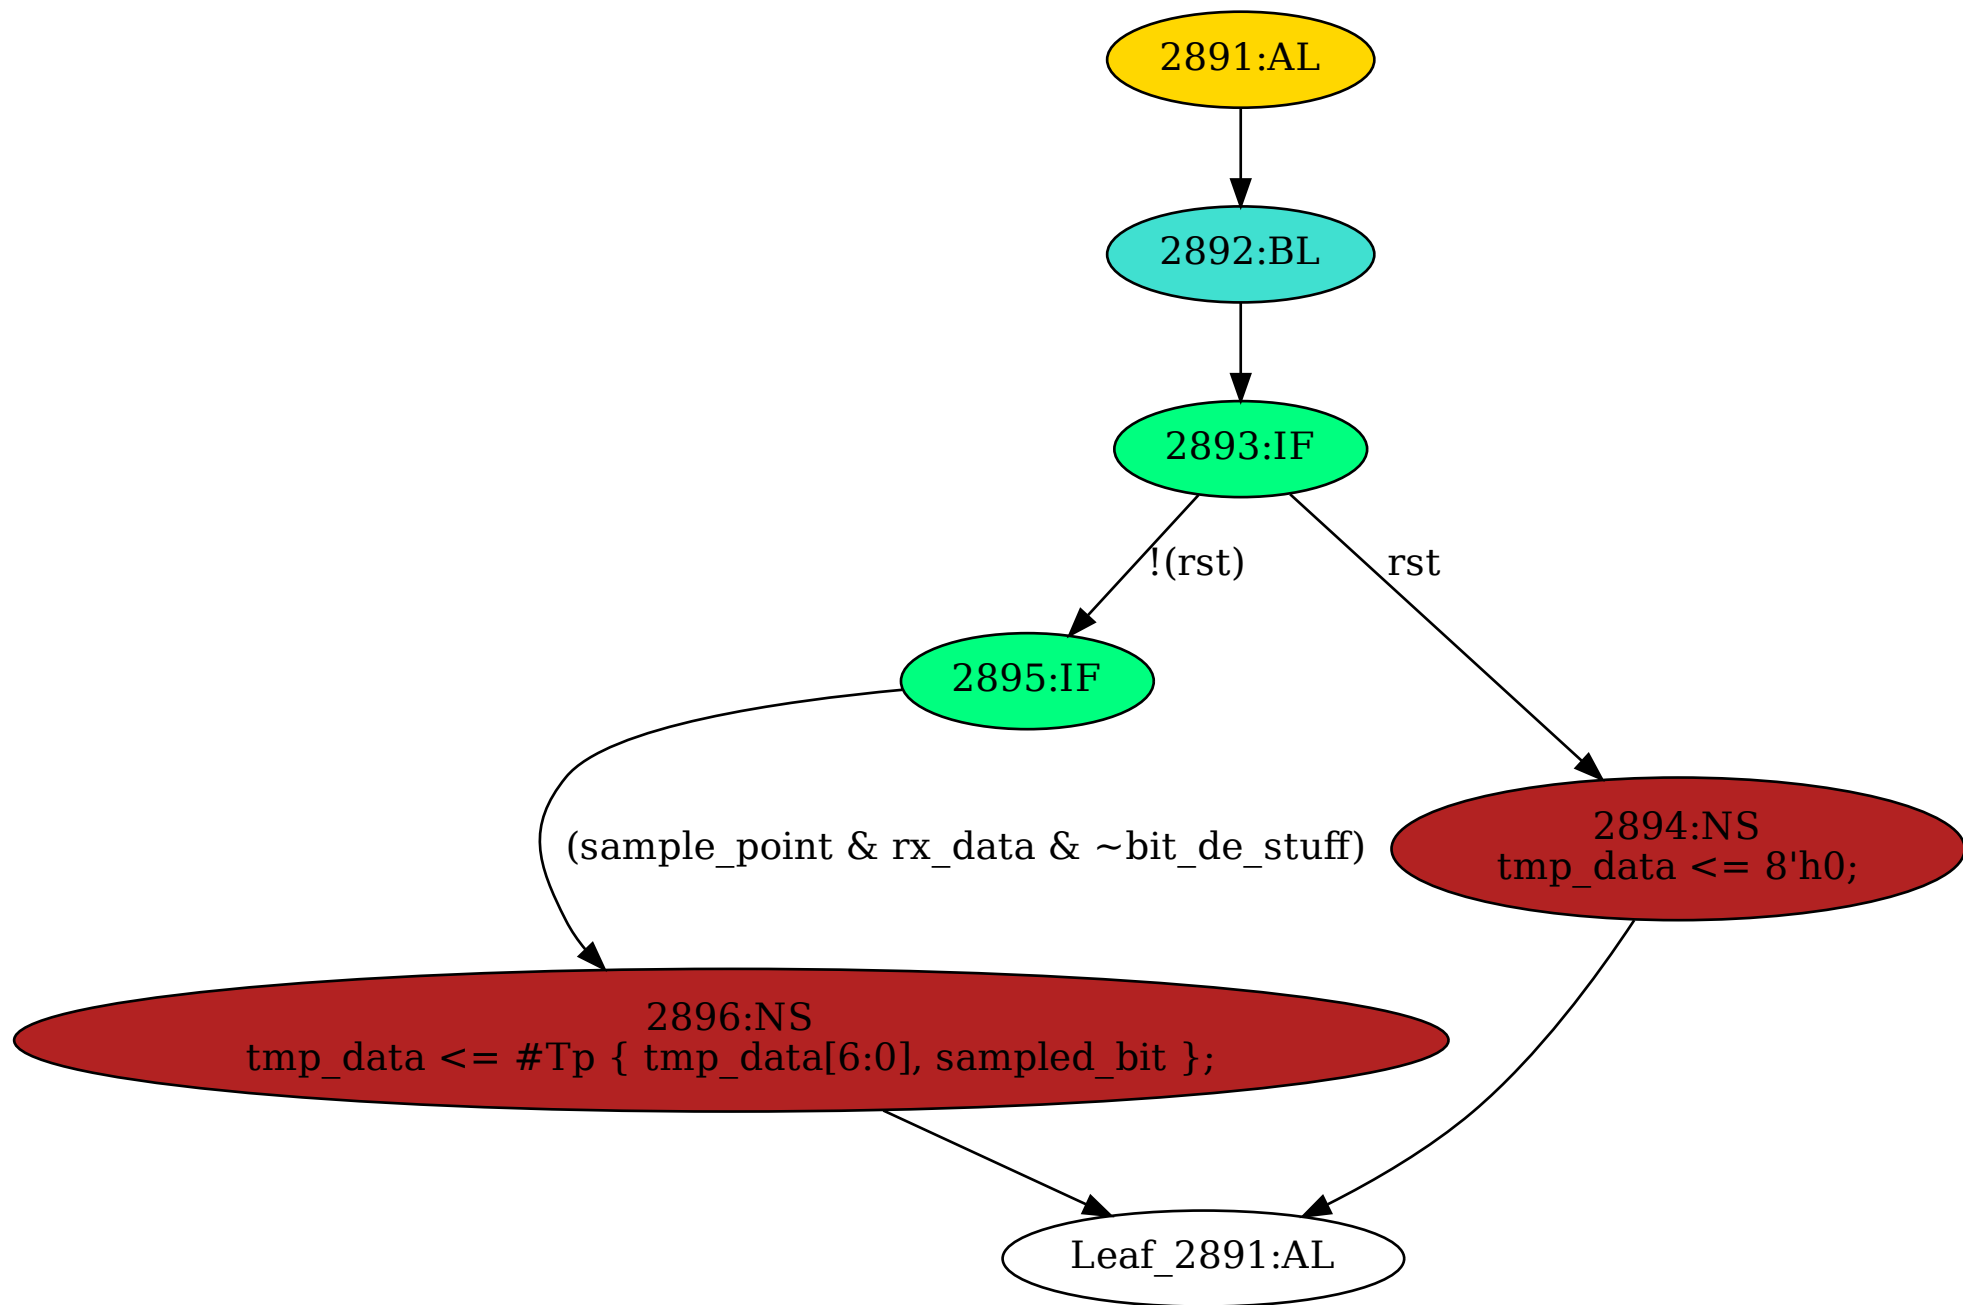 2891:AL
2892:BL
2893:IF
!(rst)
rst
2895:IF
(sample_point & rx_data & ~bit_de_stuff)
2894:NS
tmp_data <= 8'h0;
2896:NS
tmp_data <= #Tp { tmp_data[6:0], sampled_bit };
Leaf_2891:AL